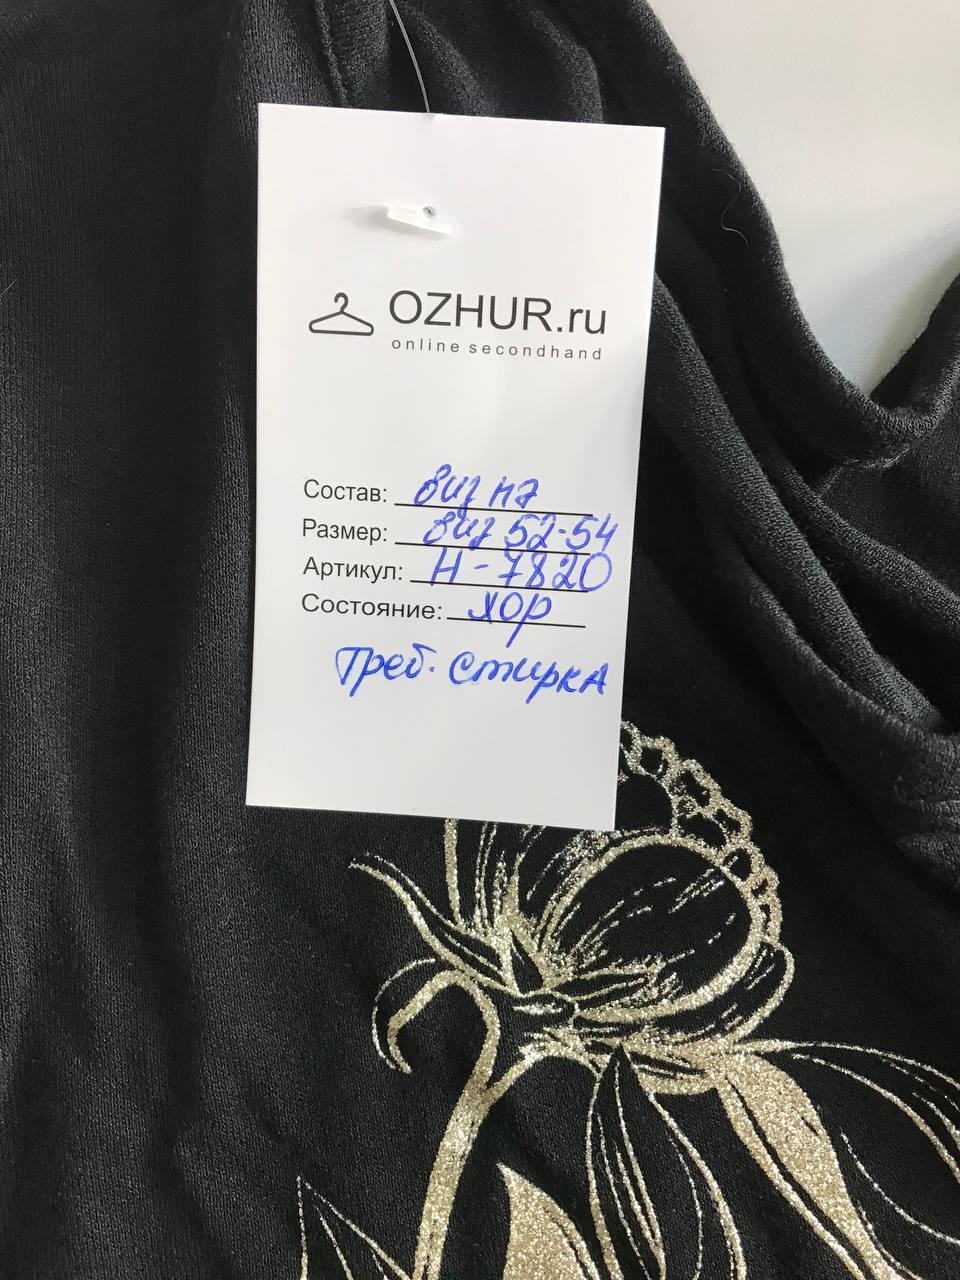 OZHUR.ru
online secondhand
Состав: виз на
Размер: виз 52-54
Артикул: Н-7820
Состояние: хор
Треб. стирка